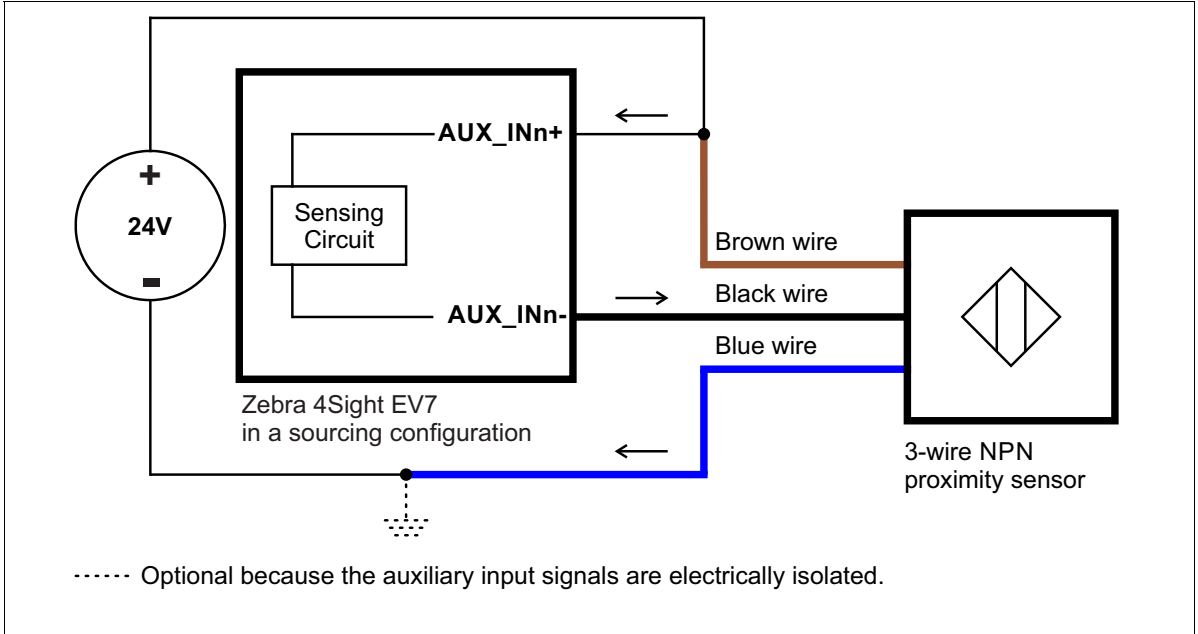 AUX_INn+
+
24V
Sensing
Circuit
Brown wire
Black wire
AUX_INn-
Blue wire
Zebra 4Sight EV7
in a sourcing configuration
3-wire NPN
proximity sensor
Optional because the auxiliary input signals are electrically isolated.